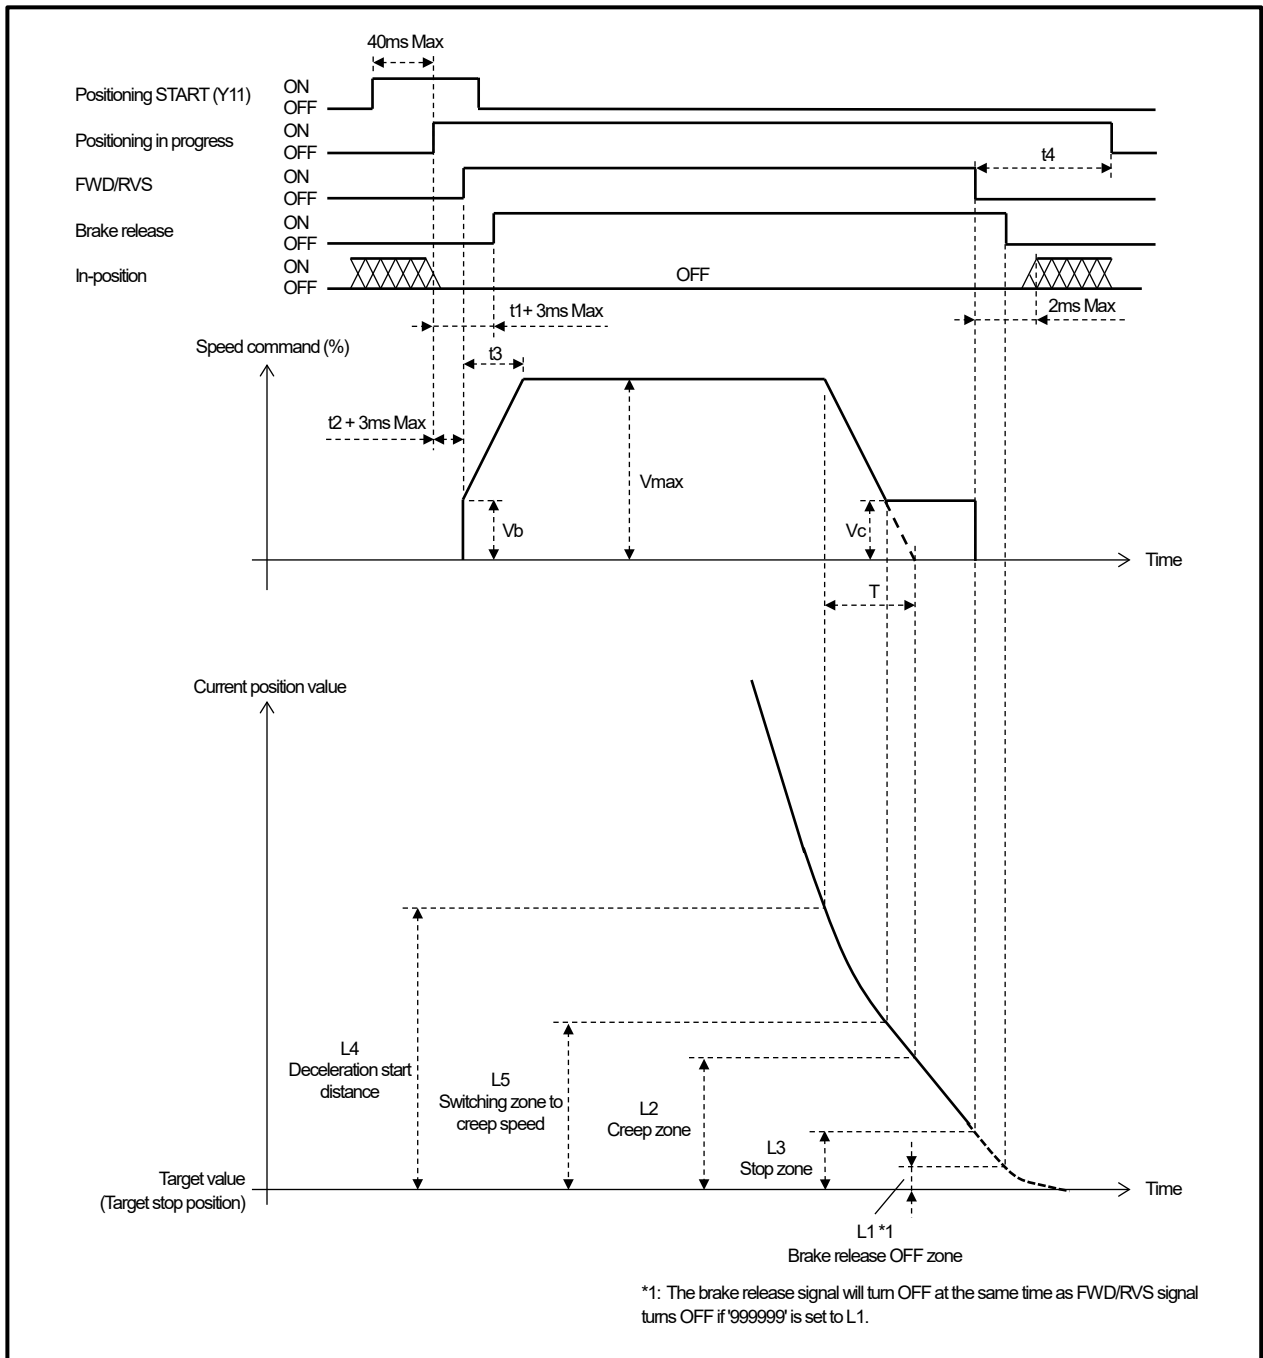 40ms Max
Positioning START (Y11)
ON
OFF
Positioning in progress
ON
OFF
t4
FWD/RVS
ON
OFF
Brake release
ON
OFF
In-position
ON
OFF
OFF
t1+ 3ms Max
2ms Max
Speed command (%)
t3
t2 + 3ms Max
Vmax
Vb
Vc
Time
T
Current position value
L4
Deceleration start
distance
L5
Switching zone to
creep speed
L2
Creep zone
L3
Stop zone
Target value
(Target stop position)
Time
L1 *1
Brake release OFF zone
*1: The brake release signal will turn OFF at the same time as FWD/RVS signal
turns OFF if '999999' is set to L1.